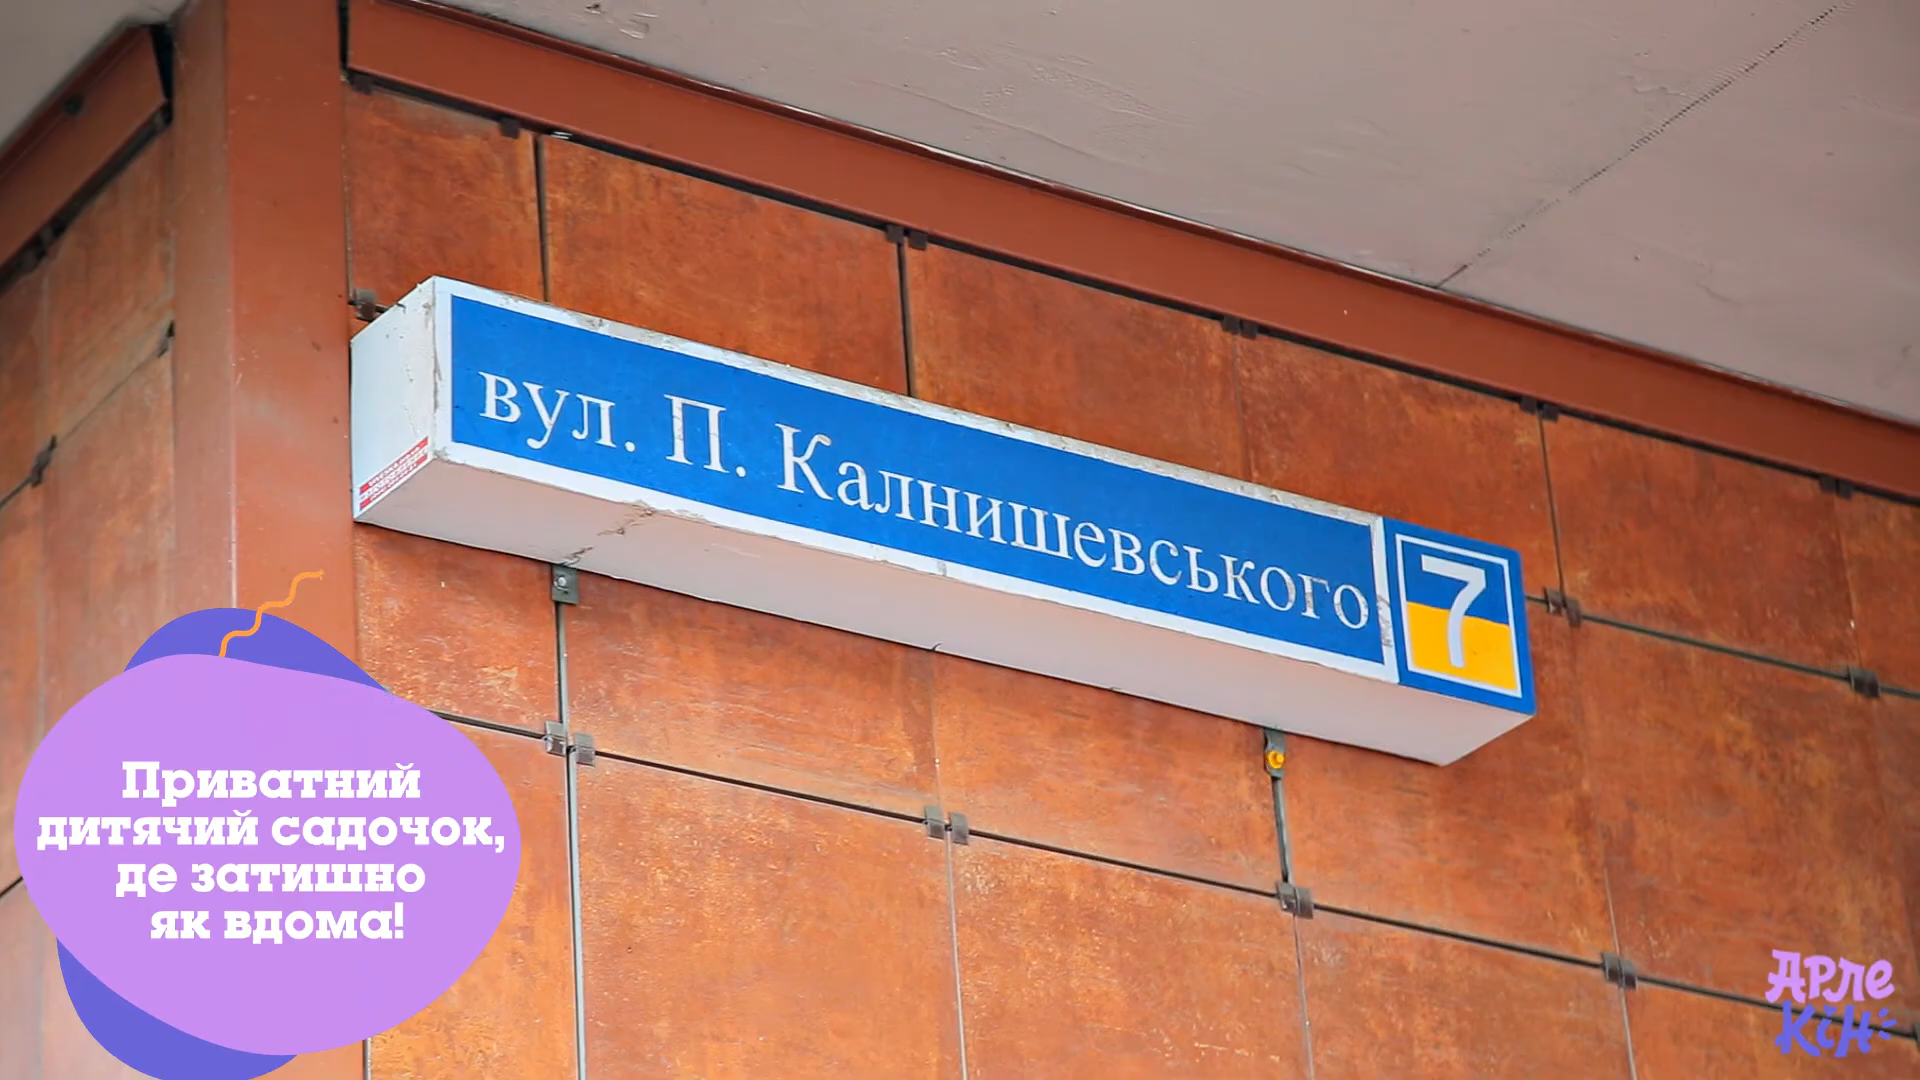 вул. П. Калнишевського 7
Приватний
дитячий садочок,
де затишно
як вдома!
Арле
Кін